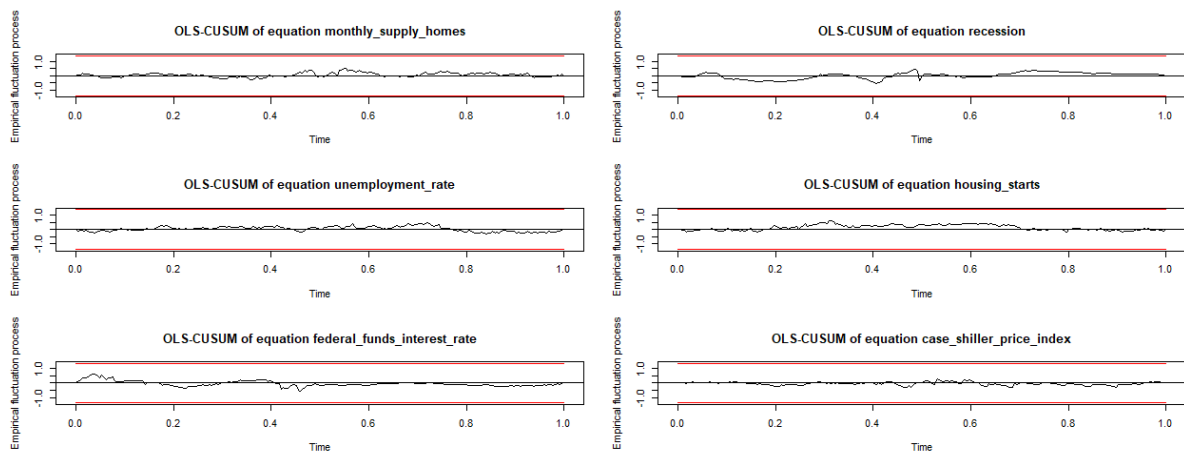 OLS-CUSUM of equation monthly_supply_homes
Empirical fluctuation process
1.0
-1.0
0.0 0.2 0.4 0.6 0.8 1.0
Time
OLS-CUSUM of equation recession
Empirical fluctuation process
1.0
-1.0
0.0 0.2 0.4 0.6 0.8 1.0
Time
OLS-CUSUM of equation unemployment_rate
Empirical fluctuation process
1.0
-1.0
0.0 0.2 0.4 0.6 0.8 1.0
Time
OLS-CUSUM of equation housing_starts
Empirical fluctuation process
1.0
-1.0
0.0 0.2 0.4 0.6 0.8 1.0
Time
OLS-CUSUM of equation federal_funds_interest_rate
Empirical fluctuation process
1.0
-1.0
0.0 0.2 0.4 0.6 0.8 1.0
Time
OLS-CUSUM of equation case_shiller_price_index
Empirical fluctuation process
1.0
-1.0
0.0 0.2 0.4 0.6 0.8 1.0
Time